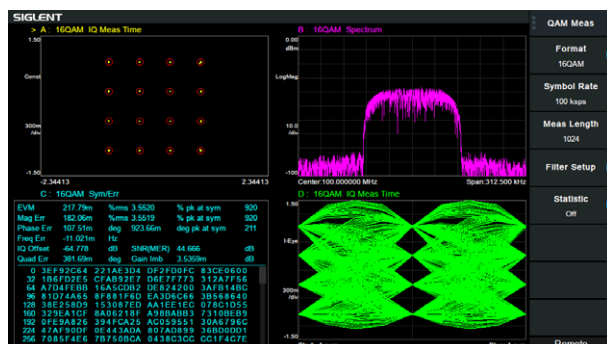 SIGLENT
QAM Meas
> A: 16QAM IQ Meas Time
1.50
Const
300m
/div
-1.50
-2.34413
2.34413
B 16QAM Spectrum
0.00
dBm
LogMag
10.0
/div
-100
Center:100.000000 MHz
Span:312.500 kHz
C: 16QAM Sym/Err
EVM 217.79m %rms 3.5520 % pk at sym 920
Mag Err 182.06m %rms 3.5519 % pk at sym 920
Phase Err 107.51m deg 923.66m deg pk at sym 211
Freq Err -11.021m Hz
IQ Offset -64.778 dB SNR(MER) 44.666 dB
Quad Err 381.69m deg Gain Imb 3.5359m dB
0 3EF92C64 221AE3D4 DF2FD0FC 83CE0600
32 1B6FD2E5 CFAB92E7 D6E7F773 312A7F56
64 A7D4FEBB 16A5CDB2 DE824200 3AFB14BC
96 81D74A65 8F881F6D EA3D6C66 3B568640
128 38E258D9 153087ED AA1EE1EC 078C1D55
160 329EA1CF 8A06218F A98BABB3 7310BEB9
192 0FE9A826 394FCA25 AC059551 30A6796C
224 47AF90DF 0E443ADA 807AD899 36BD0DD1
256 7085F4E6 7B750BCA 0438C3CC CC1F4C7E
D: 16QAM IQ Meas Time
1.50
I-Eye
300m
/div
-1.50
Format
16QAM
Symbol Rate
100 ksps
Meas Length
1024
Filter Setup
Statistic
Off